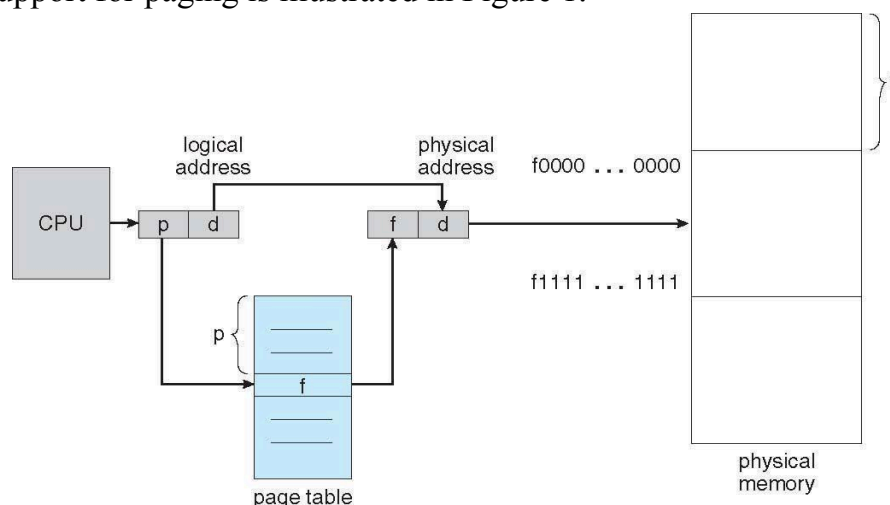 upport for paging is illustrated in Figure 1.
logical
address
physical
address
f0000 ... 0000
CPU
p d
f d
f1111 ... 1111
p
f
page table
physical
memory